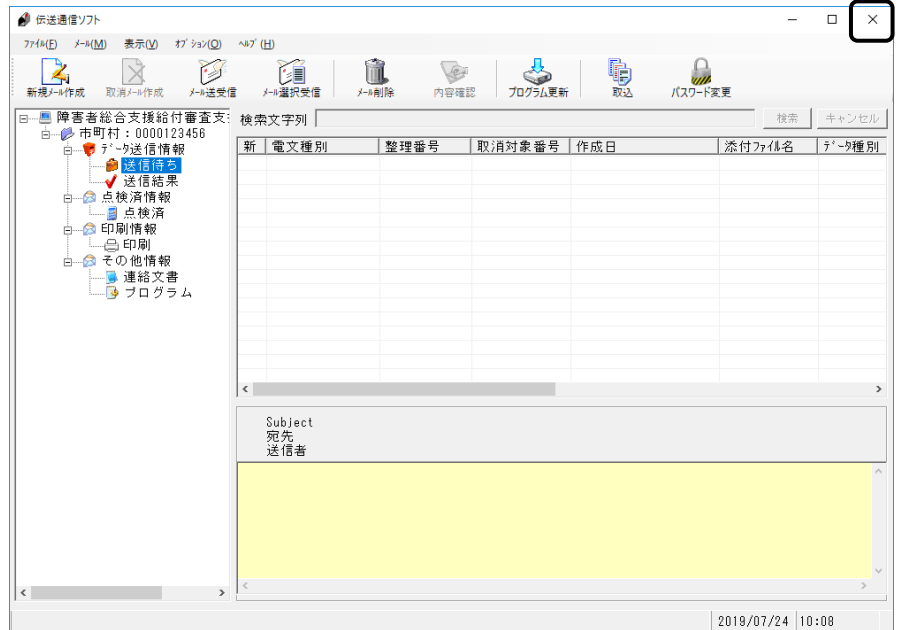 伝送通信ソフト
ファイル(F) メール(M) 表示(V) オプション(O) ヘルプ(H)
新規メール作成 取消メール作成 メール送受信 メール選択受信 メール削除 内容確認 プログラム更新 取込 パスワード変更
障害者総合支援給付審査支
検索文字列 検索 キャンセル
市町村：0000123456
新 電文種別 整理番号 取消対象番号 作成日 添付ファイル名 データ種別
データ送信情報
送信待ち
送信結果
点検済情報
点検済
印刷情報
印刷
その他情報
連絡文書
プログラム
Subject
宛先
送信者
2019/07/24 10:08